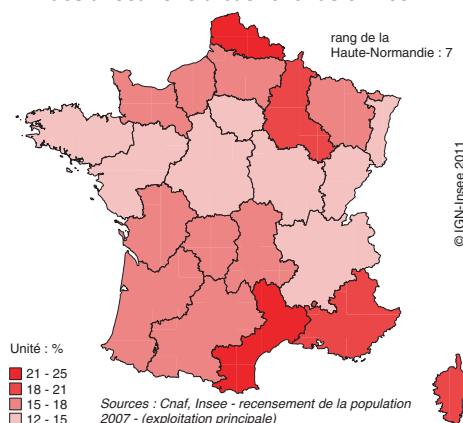 rang de la
Haute-Normandie : 7
© IGN-Insee 2011
Unité : %
21 - 25
18 - 21
15 - 18
12 - 15
Sources : Cnaf, Insee - recensement de la population
2007 - (exploitation principale)